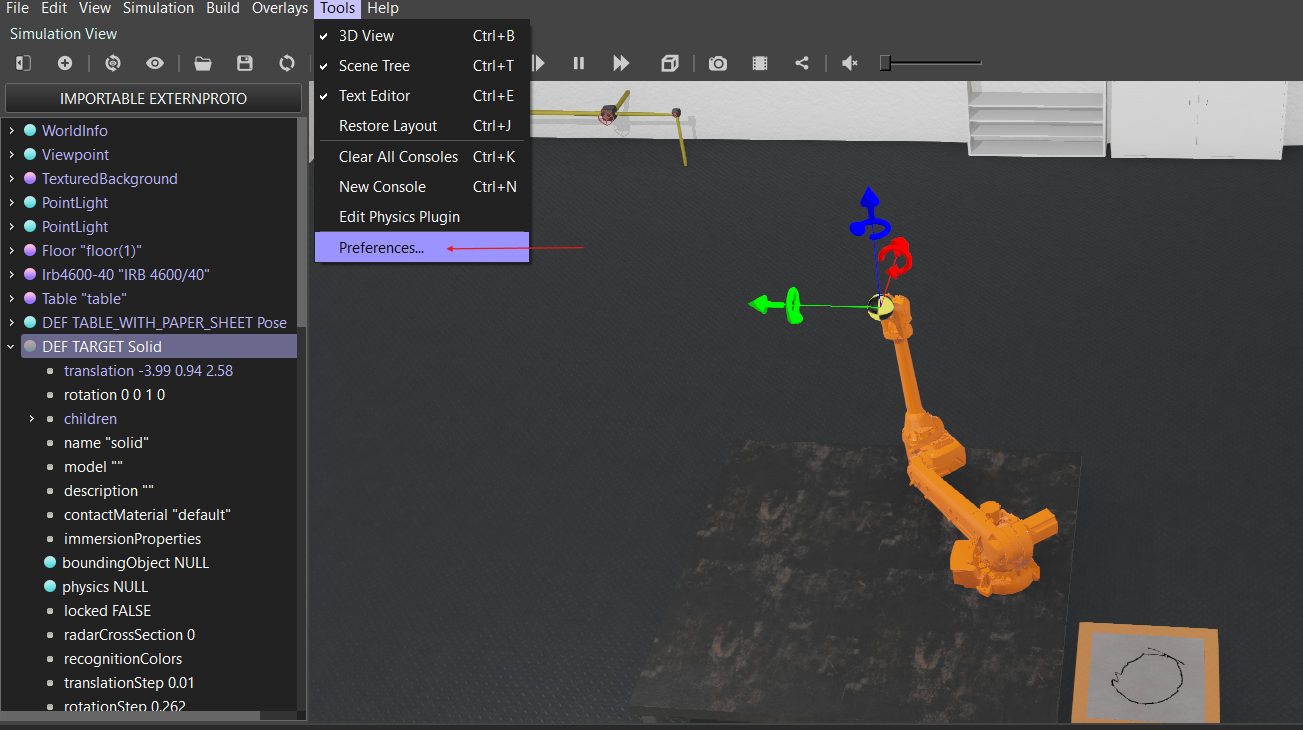 File Edit View Simulation Build Overlays Tools Help
Simulation View
3D View Ctrl+B
Scene Tree Ctrl+T
Text Editor Ctrl+E
Restore Layout Ctrl+J
Clear All Consoles Ctrl+K
New Console Ctrl+N
Edit Physics Plugin
Preferences...
IMPORTABLE EXTERNPROTO
WorldInfo
Viewpoint
TexturedBackground
PointLight
PointLight
Floor "floor(1)"
Irb4600-40 "IRB 4600/40"
Table "table"
DEF TABLE_WITH_PAPER_SHEET Pose
DEF TARGET Solid
translation -3.99 0.94 2.58
rotation 0 0 1 0
children
name "solid"
model ""
description ""
contactMaterial "default"
immersionProperties
boundingObject NULL
physics NULL
locked FALSE
radarCrossSection 0
recognitionColors
translationStep 0.01
rotationStep 0.262